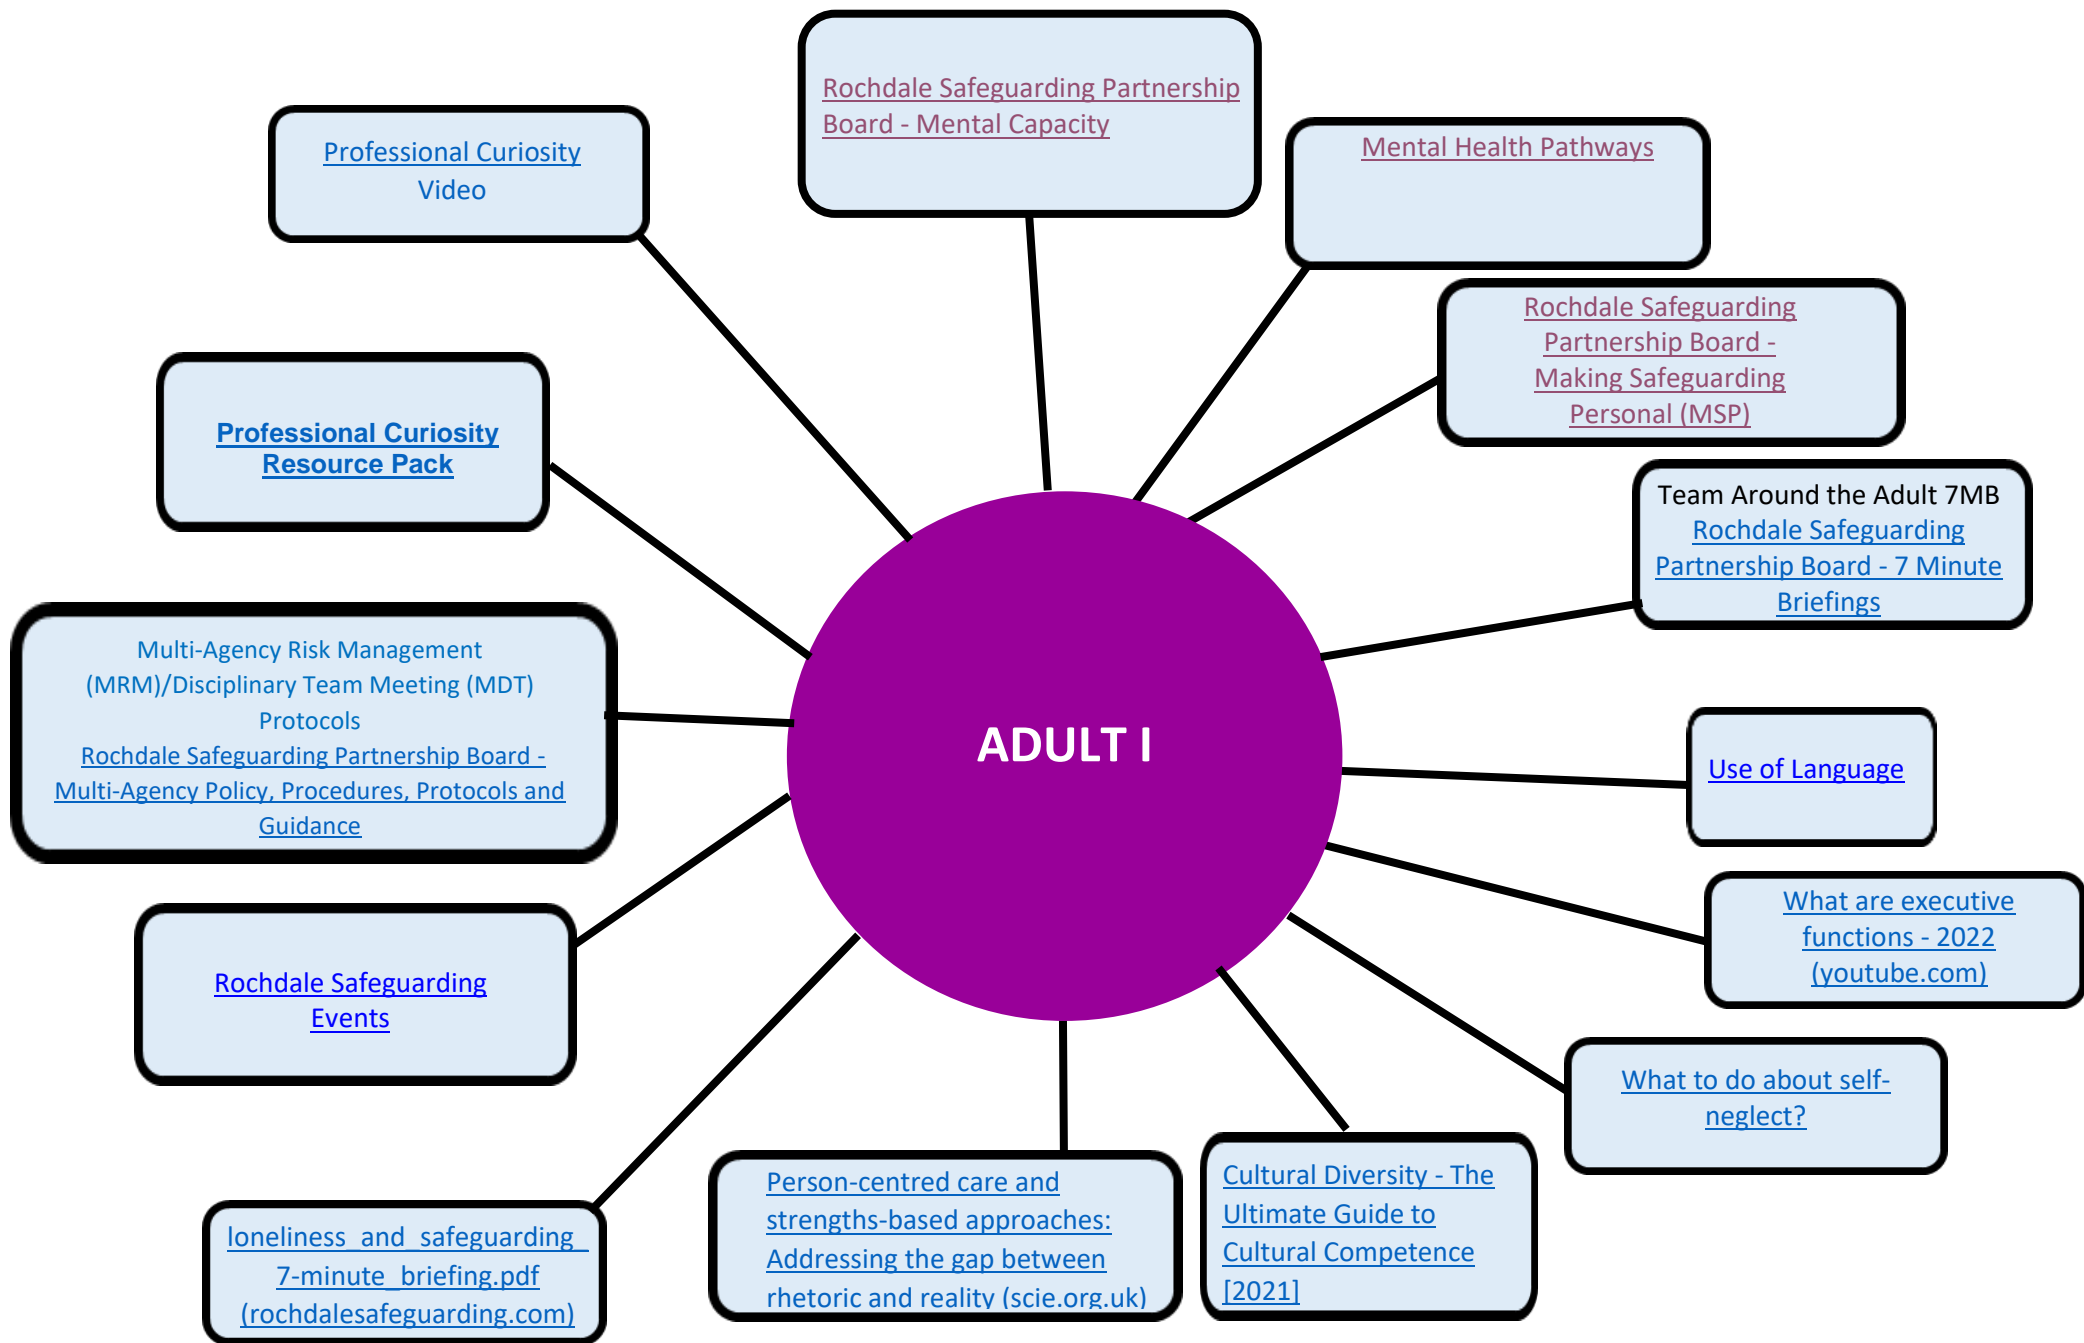 Rochdale Safeguarding Partnership
Board - Mental Capacity
Professional Curiosity
Video
Mental Health Pathways
Rochdale Safeguarding
Partnership Board -
Making Safeguarding
Personal (MSP)
Professional Curiosity
Resource Pack
Team Around the Adult 7MB
Rochdale Safeguarding
Partnership Board - 7 Minute
Briefings
Multi-Agency Risk Management
(MRM)/Disciplinary Team Meeting (MDT)
Protocols
Rochdale Safeguarding Partnership Board -
Multi-Agency Policy, Procedures, Protocols and
Guidance
ADULT I
Use of Language
What are executive
functions - 2022
(youtube.com)
Rochdale Safeguarding
Events
What to do about self-
neglect?
loneliness_and_safeguarding_
7-minute_briefing.pdf
(rochdalesafeguarding.com)
Person-centred care and
strengths-based approaches:
Addressing the gap between
rhetoric and reality (scie.org.uk)
Cultural Diversity - The
Ultimate Guide to
Cultural Competence
[2021]